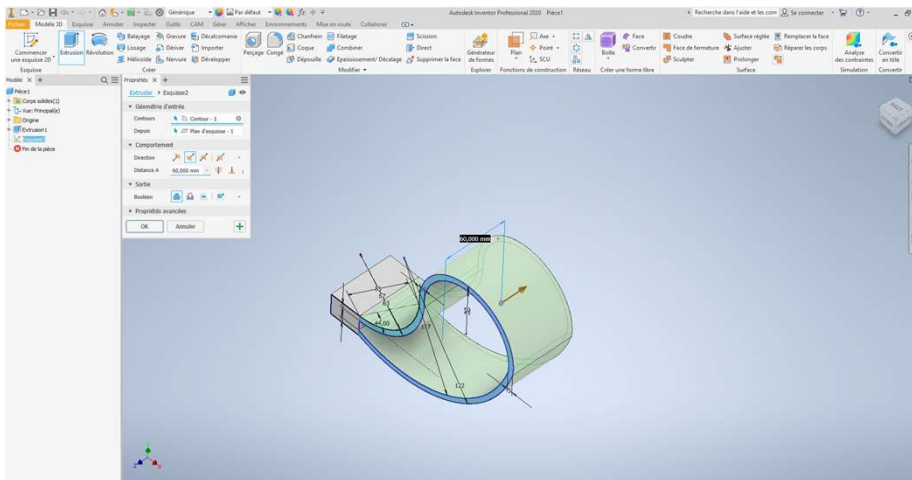 Générique
Par défaut
Autodesk Inventor Professional 2020 Pièce1
Recherche dans l'aide et les com
Se connecter
Fichier Modèle 3D Esquisse Annoter Inspecter Outils CAM Gérer Afficher Environnements Mise en route Collaborer
Commencer une esquisse 2D
Extrusion
Révolution
Balayage
Gravure
Décalcomanie
Lissage
Dériver
Importer
Hélicoïde
Nervure
Développer
Perçage
Congé
Chanfrein
Filetage
Scission
Coque
Combiner
Direct
Dépouille
Epaississement/ Décalage
Supprimer la face
Générateur de formes
Plan
Axe
Point
SCU
Boîte
Face
Convertir
Coudre
Surface réglée
Remplacer la face
Face de fermeture
Ajuster
Réparer les corps
Sculpter
Prolonger
Analyse des contraintes
Convertir en tôle
Esquisse
Créer
Modifier
Explorer
Fonctions de construction
Réseau
Créer une forme libre
Surface
Simulation
Convertir
Modèle
Pièce1
Corps solides(1)
Vue: Principal(e)
Origine
Extrusion1
Fin de la pièce
Propriétés
Extruder > Esquisse2
Géométrie d'entrée
Contours
Contour - 1
Depuis
Plan d'esquisse - 1
Comportement
Direction
Distance A
60,000 mm
Sortie
Booléen
Propriétés avancées
OK
Annuler
60,000 mm
44,00
117
122